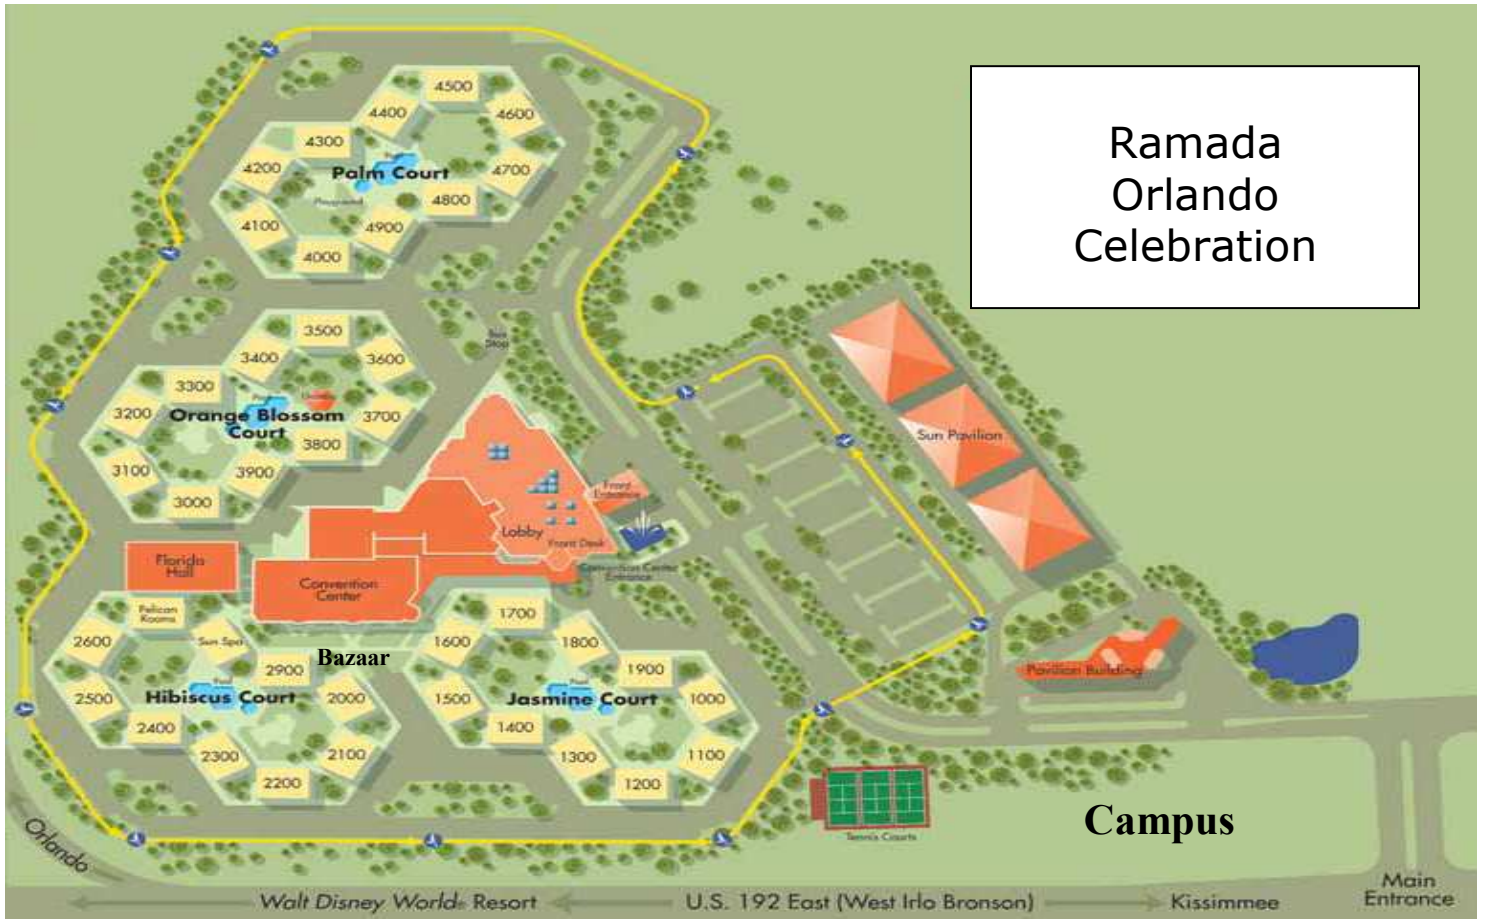 Ramada
Orlando
Celebration
4500
4400
4600
4300
4200
4700
Pool
Palm Court
Playground
4800
4100
4900
4000
Bus
Stop
3500
3400
3600
3300
3200
3700
Orange Blossom
Court
3800
3100
3900
3000
Sun Pavilion
Front
Entrance
Lobby
Front Desk
Convention Center
Entrance
Florida
Hall
Convention
Center
Pelican
Rooms
Sun Spa
2600
2900
Bazaar
Pool
2500
Hibiscus Court
2000
2400
2300
2100
2200
1700
1600
1800
1900
Pool
1500
Jasmine Court
1000
1400
1300
1100
1200
Pavilion Building
Tennis Courts
Campus
Orlando
Walt Disney World® Resort
U.S. 192 East (West Irlo Bronson)
Kissimmee
Main
Entrance